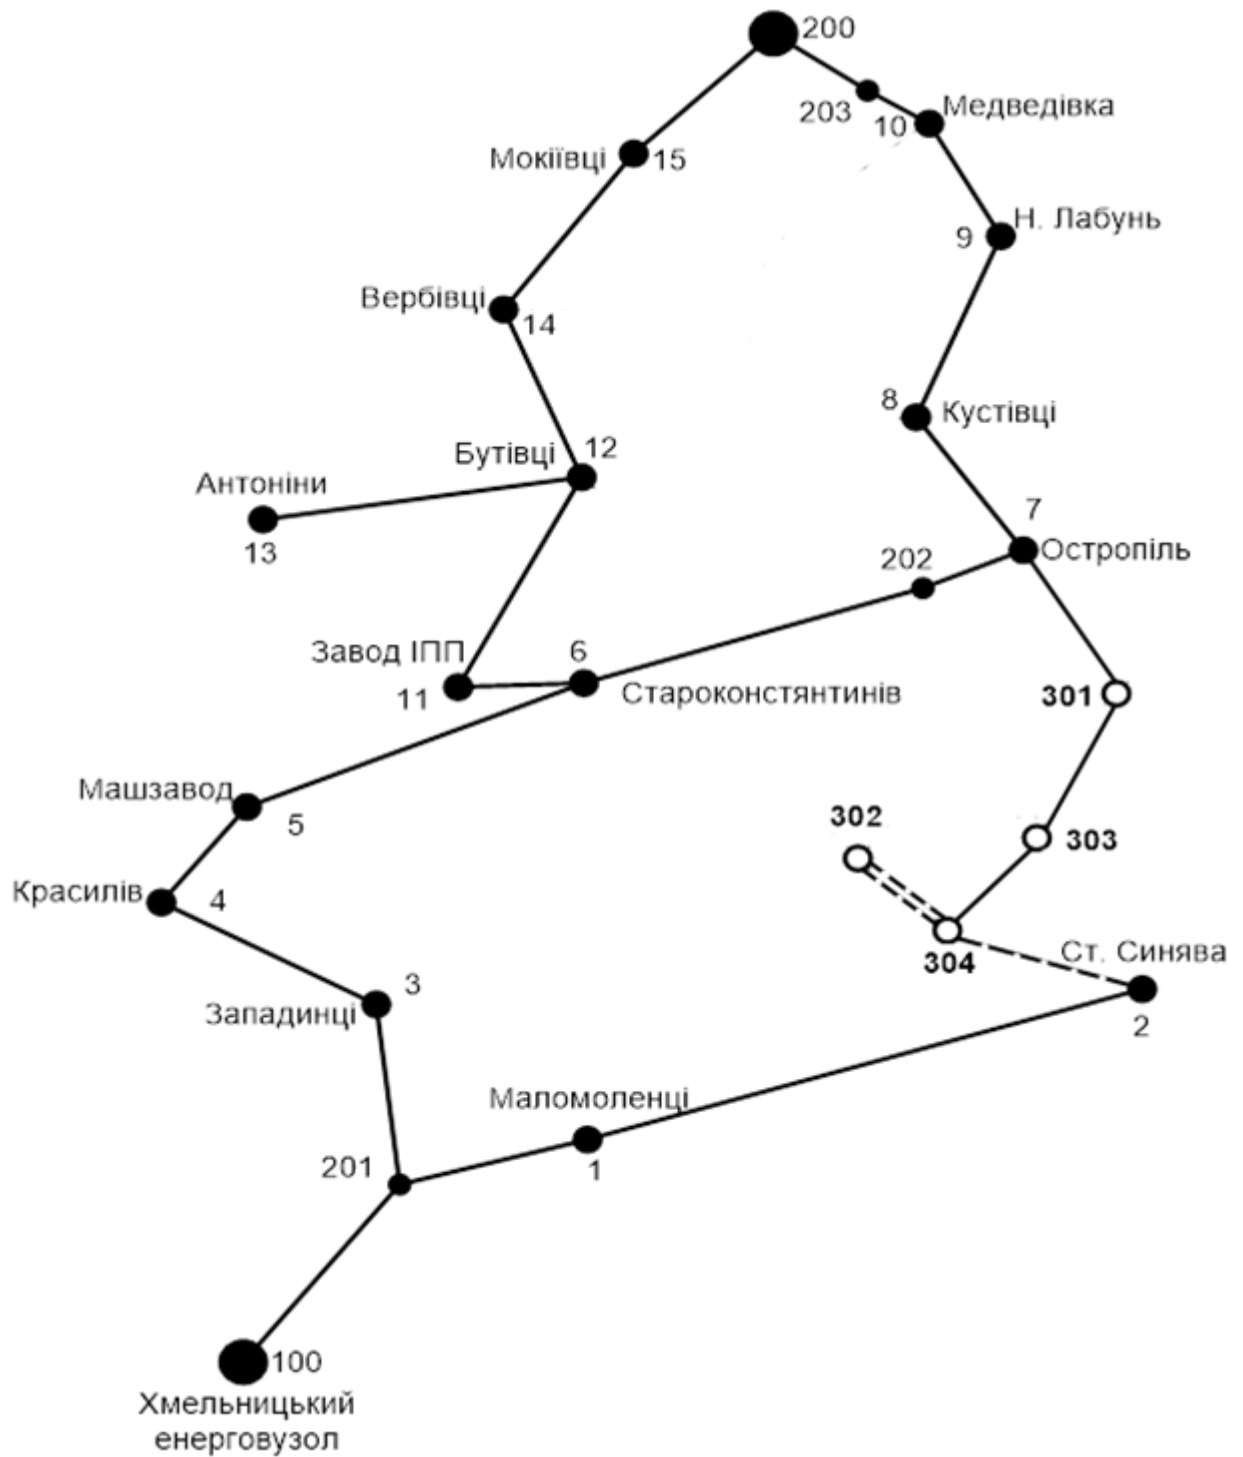 200
203
10
Медведівка
Мокіївці
15
9
Н. Лабунь
Вербівці
14
8
Кустівці
Бутівці
12
Антоніни
13
7
Остропіль
202
Завод ІПП
11
6
Староконстянтинів
301
Машзавод
5
302
303
Красилів
4
304
Ст. Синява
2
3
Западинці
Маломоленці
1
201
100
Хмельницький
енерговузол